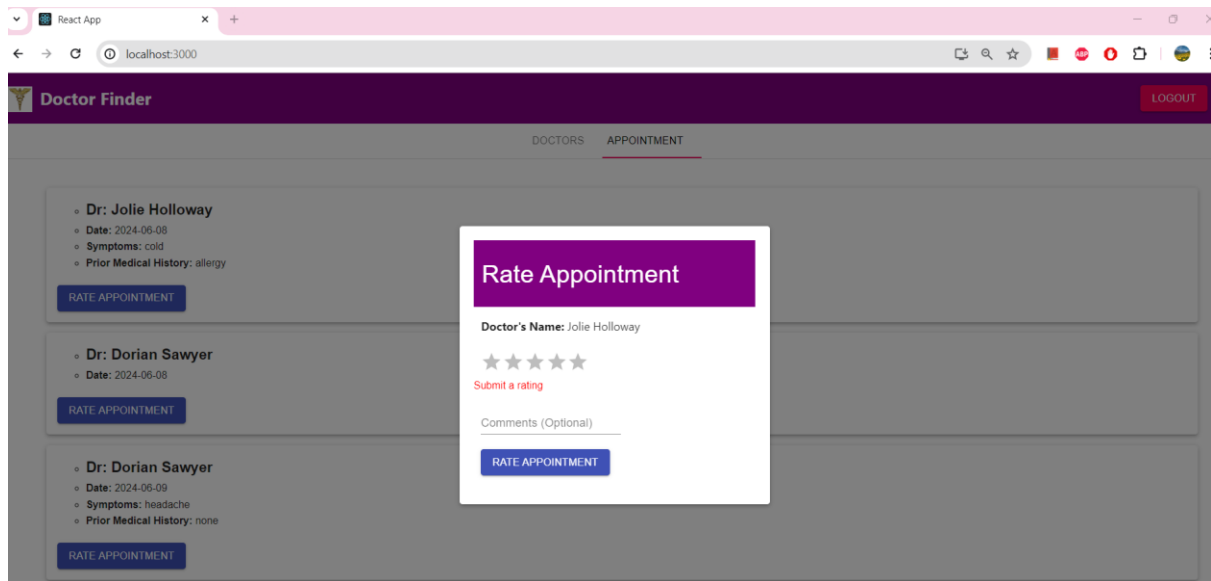 React App
localhost:3000
ABP
Doctor Finder
LOGOUT
DOCTORS APPOINTMENT
Dr: Jolie Holloway
Date: 2024-06-08
Symptoms: cold
Prior Medical History: allergy
RATE APPOINTMENT
Dr: Dorian Sawyer
Date: 2024-06-08
RATE APPOINTMENT
Dr: Dorian Sawyer
Date: 2024-06-09
Symptoms: headache
Prior Medical History: none
RATE APPOINTMENT
Rate Appointment
Doctor's Name: Jolie Holloway
Submit a rating
Comments (Optional)
RATE APPOINTMENT